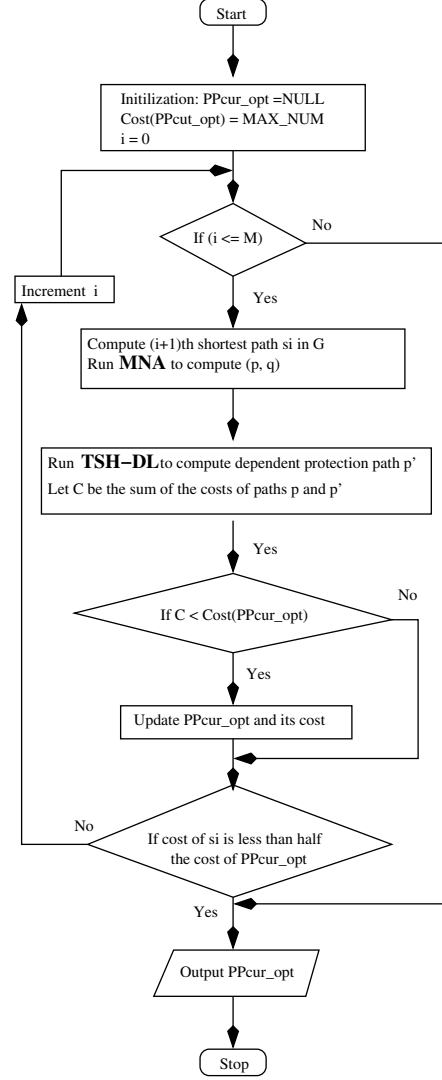 Start
Initilization: PPcur_opt =NULL
Cost(PPcut_opt) = MAX_NUM
i = 0
If (i <= M)
No
Yes
Increment i
Compute (i+1)th shortest path si in G
Run MNA to compute (p, q)
Run TSH−DL to compute dependent protection path p’
Let C be the sum of the costs of paths p and p’
Yes
If C < Cost(PPcur_opt)
No
Yes
Update PPcur_opt and its cost
No
If cost of si is less than half
the cost of PPcur_opt
Yes
Output PPcur_opt
Stop